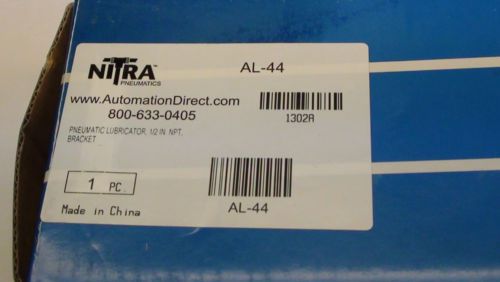 NITRA
PNEUMATICS
AL-44
www.AutomationDirect.com
800-633-0405
1302A
PNEUMATIC LUBRICATOR, 1/2 IN. NPT,
BRACKET
1 PC.
AL-44
Made in China